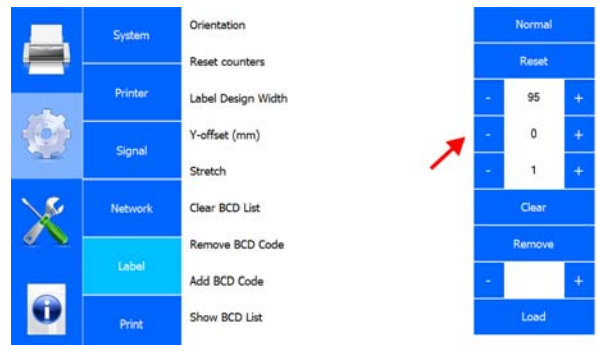 System
Printer
Signal
Network
Label
Print
Orientation Normal
Reset counters Reset
Label Design Width - 95 +
Y-offset (mm) - 0 +
Stretch - 1 +
Clear BCD List Clear
Remove BCD Code Remove
Add BCD Code - +
Show BCD List Load